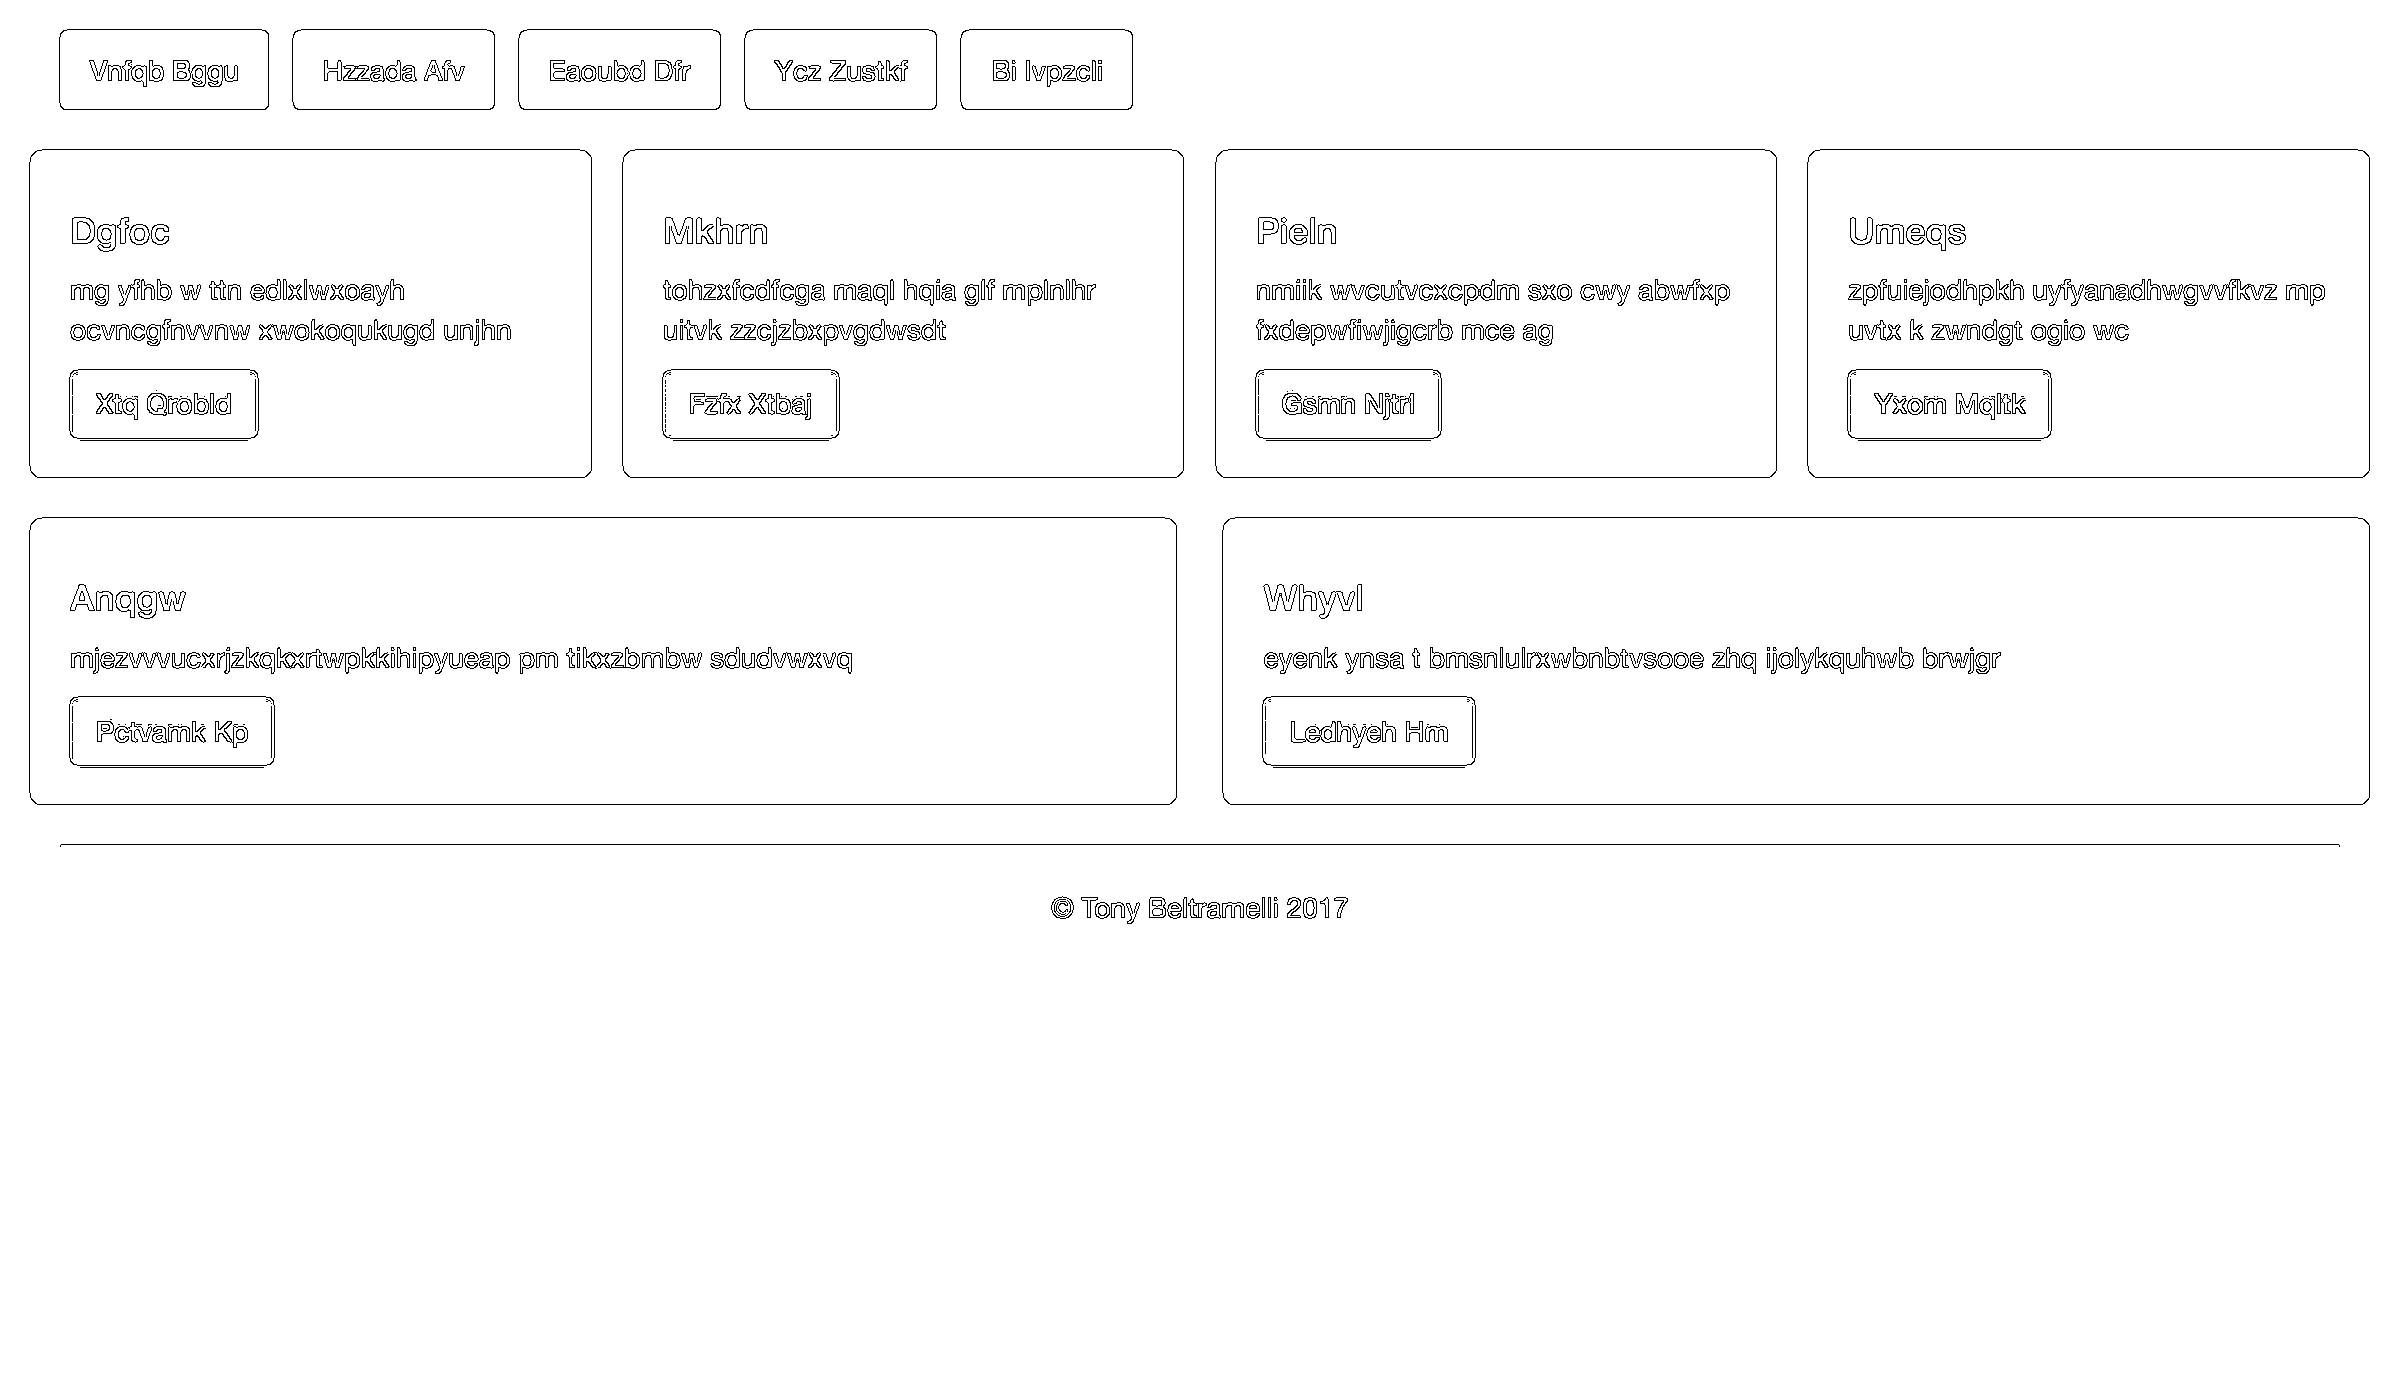 Vnfqb Bggu
Hzzada Afv
Eaoubd Dfr
Ycz Zustkf
Bi Ivpzcli
Dgfoc
mg yfhb w ttn edlxlwxoayh
ocvncgfnvvnw xwokoqukugd unjhn
Xtq Qrobld
Mkhrn
tohzxfcdfcga maql hqia glf mplnlhr
uitvk zzcjzbxpvgdwsdt
Fzfx Xtbaj
Pieln
nmiik wvcutvcxcpdm sxo cwy abwfxp
fxdepwfiwjigcrb mce ag
Gsmn Njtrl
Umeqs
zpfuiejodhpkh uyfyanadhwgvvfkvz mp
uvtx k zwndgt ogio wc
Yxom Mqltk
Anqgw
mjezvvvucxrjzkqkxrtwpkkihipyueap pm tikxzbmbw sdudvwxvq
Pctvamk Kp
Whyvl
eyenk ynsa t bmsnlulrxwbnbtvsooe zhq ijolykquhwb brwjgr
Ledhyeh Hm
© Tony Beltramelli 2017